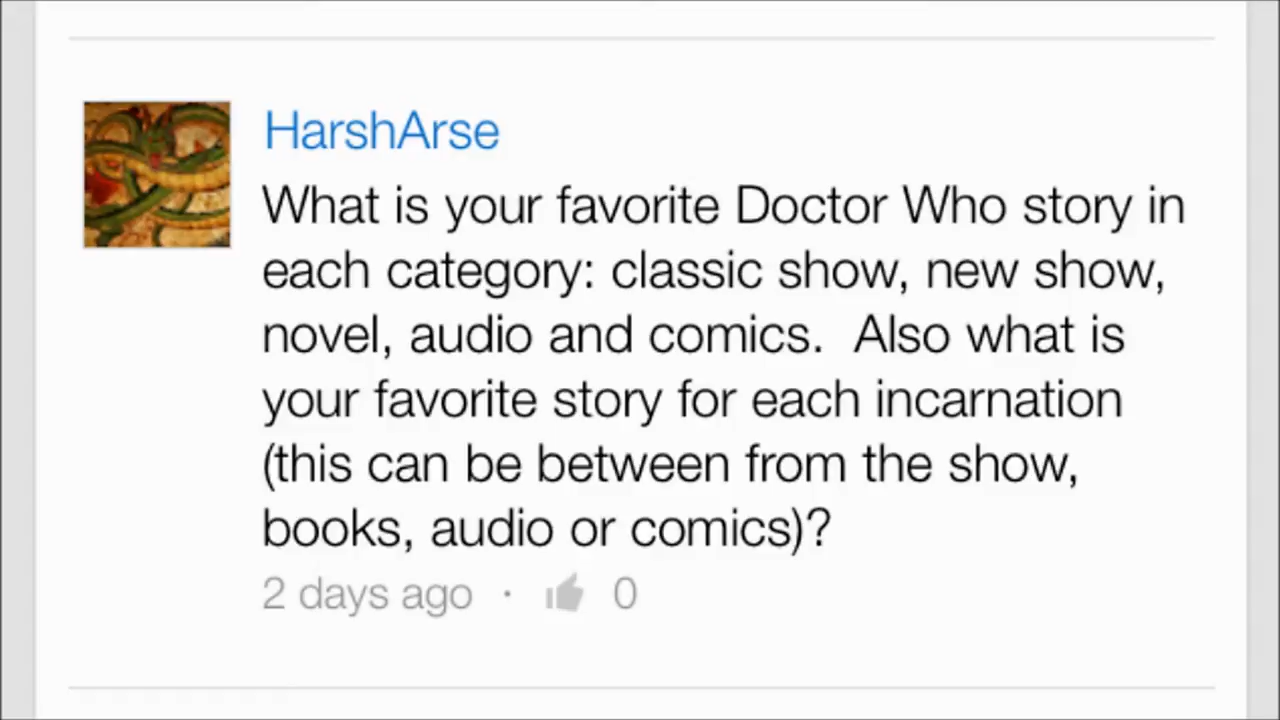 HarshArse
What is your favorite Doctor Who story in
each category: classic show, new show,
novel, audio and comics.  Also what is
your favorite story for each incarnation
(this can be between from the show,
books, audio or comics)?
2 days ago · 0